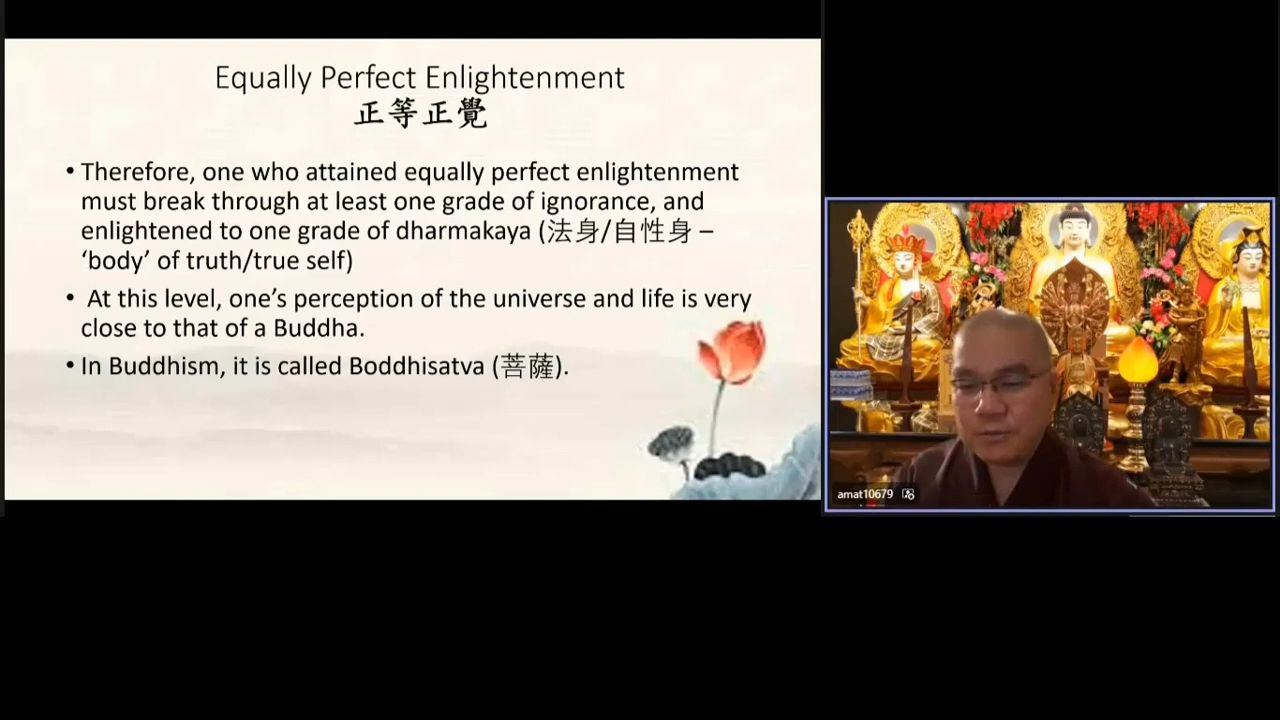 Equally Perfect Enlightenment
正等正覺
• Therefore, one who attained equally perfect enlightenment
must break through at least one grade of ignorance, and
enlightened to one grade of dharmakaya (法身/自性身 –
‘body’ of truth/true self)
• At this level, one’s perception of the universe and life is very
close to that of a Buddha.
• In Buddhism, it is called Boddhisatva (菩薩).
amat10679